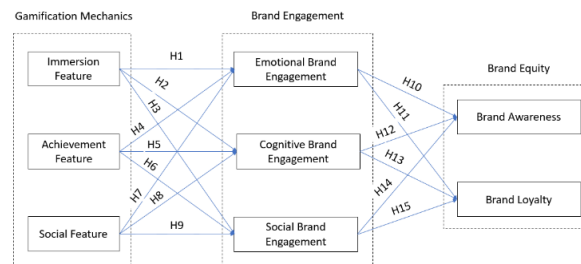 Gamification Mechanics
Brand Engagement
Brand Equity
Immersion
Feature
Achievement
Feature
Social Feature
H1
H2
H3
H4
H5
H6
H7
H8
H9
Emotional Brand
Engagement
Cognitive Brand
Engagement
Social Brand
Engagement
H10
H11
H12
H13
H14
H15
Brand Awareness
Brand Loyalty